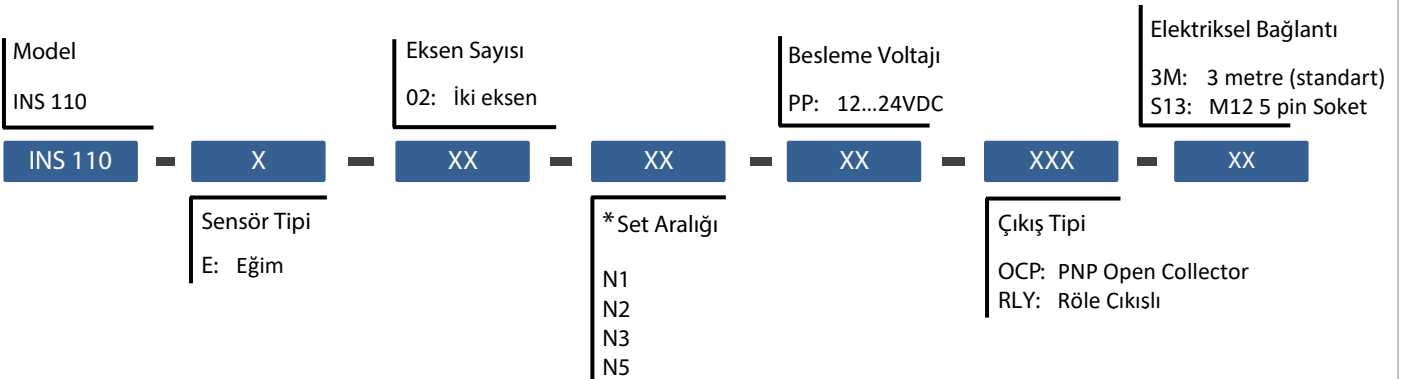 Model
INS 110
Eksen Sayısı
02: İki eksen
Besleme Voltajı
PP: 12...24VDC
Elektriksel Bağlantı
3M: 3 metre (standart)
S13: M12 5 pin Soket
INS 110 - X - XX - XX - XX - XXX - XX
Sensör Tipi
E: Eğim
*Set Aralığı
N1
N2
N3
N5
Çıkış Tipi
OCP: PNP Open Collector
RLY: Röle Cıkıslı